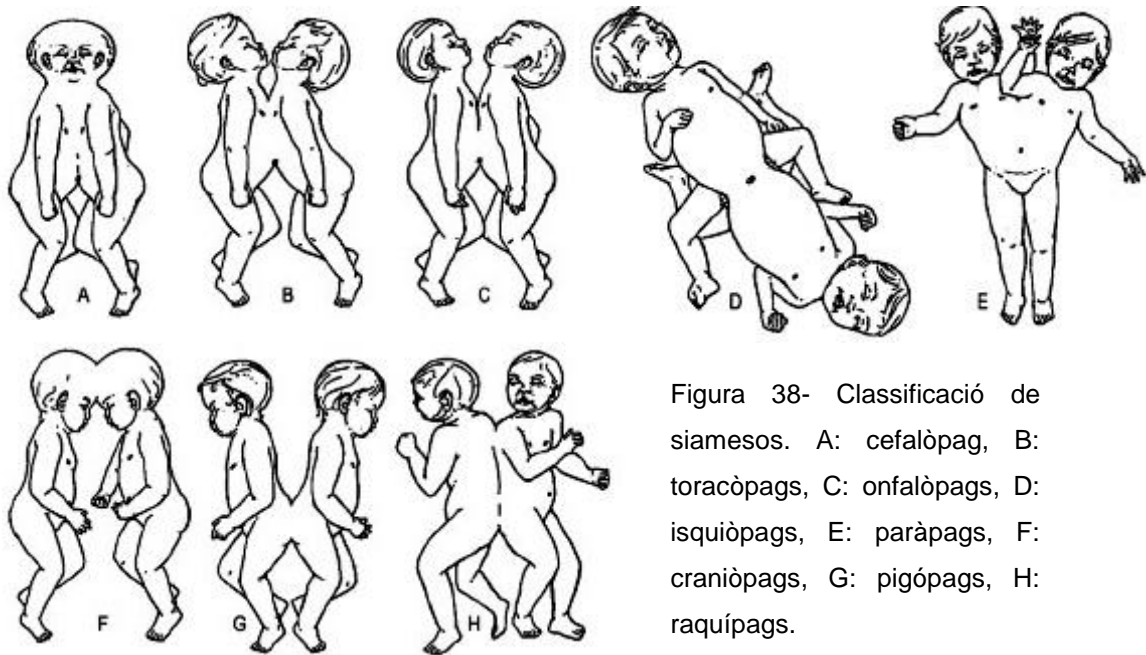 A
B
C
D
E
F
G
H
Figura 38- Classificació de
siamesos. A: cefalòpag, B:
toracòpags, C: onfalòpags, D:
isquiòpags, E: paràpags, F:
craniòpags, G: pigópags, H:
raquípags.